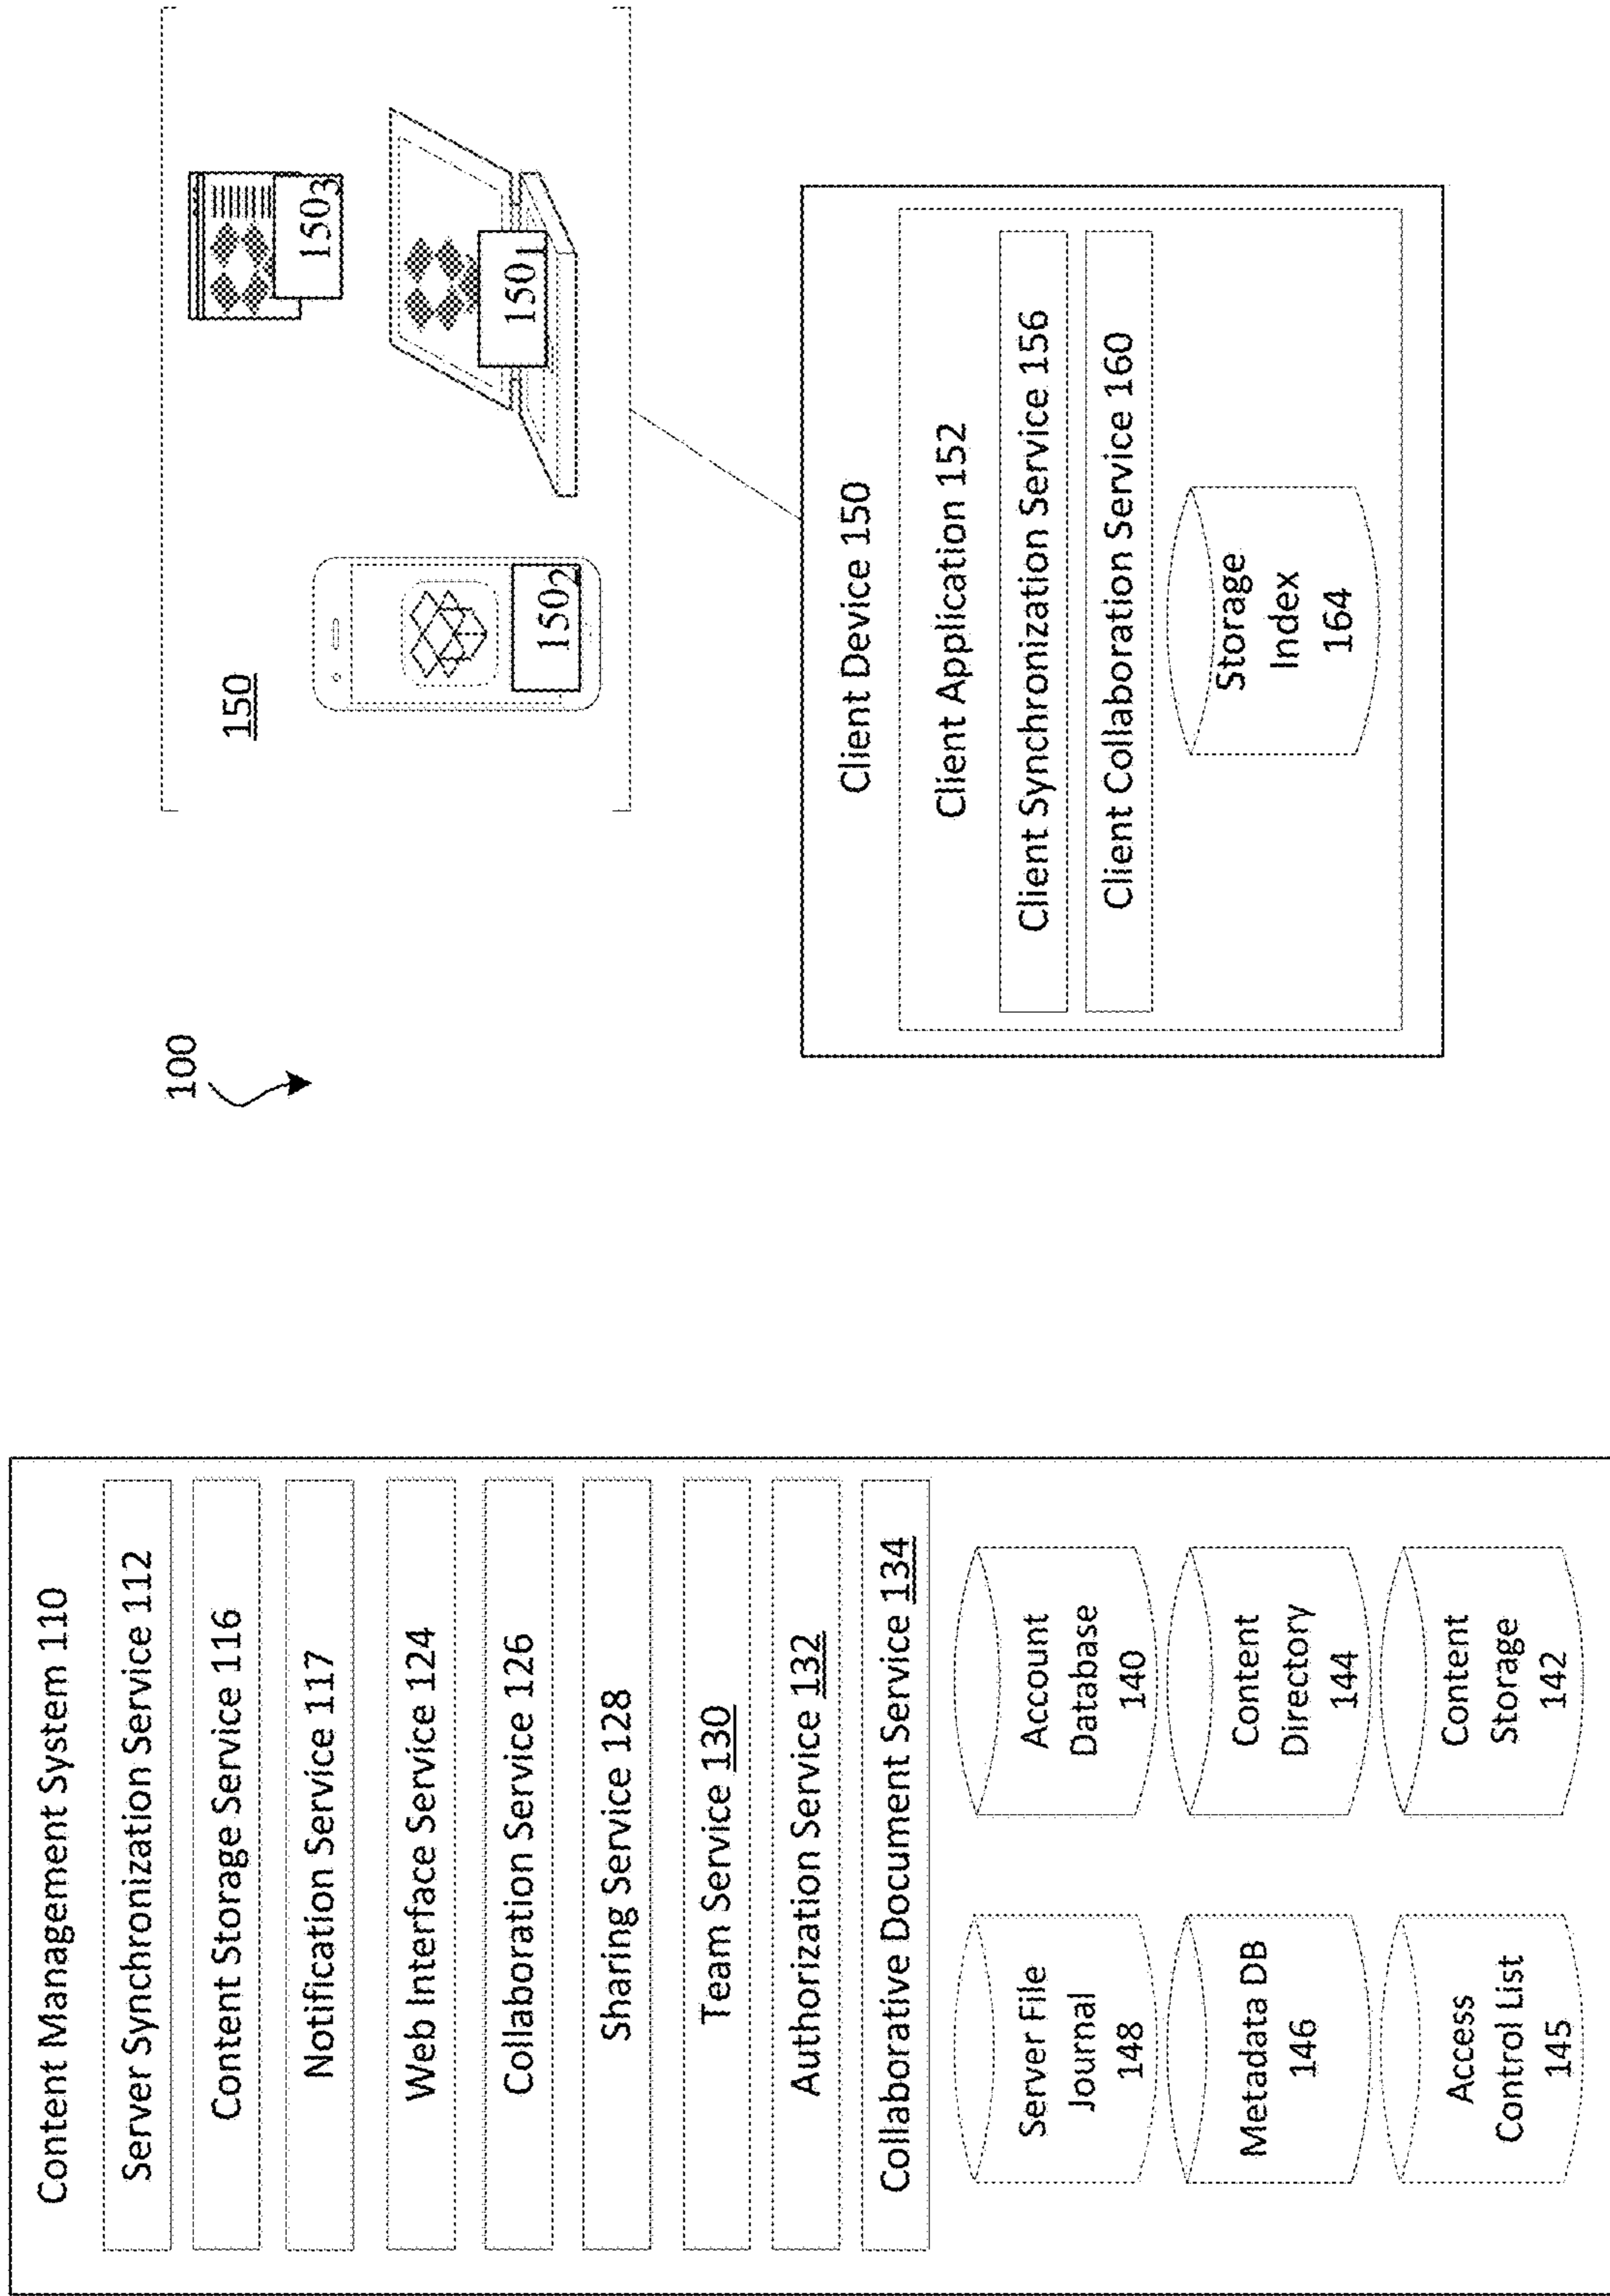 Content Management System 110
Server Synchronization Service 112
Content Storage Service 116
Notification Service 117
Web Interface Service 124
Collaboration Service 126
Sharing Service 128
Team Service 130
Authorization Service 132
Collaborative Document Service 134
Server File
Journal
148
Account
Database
140
Metadata DB
146
Content
Directory
144
Access
Control List
145
Content
Storage
142
100
150
150₂
150₃
150₁
Client Device 150
Client Application 152
Client Synchronization Service 156
Client Collaboration Service 160
Storage
Index
164